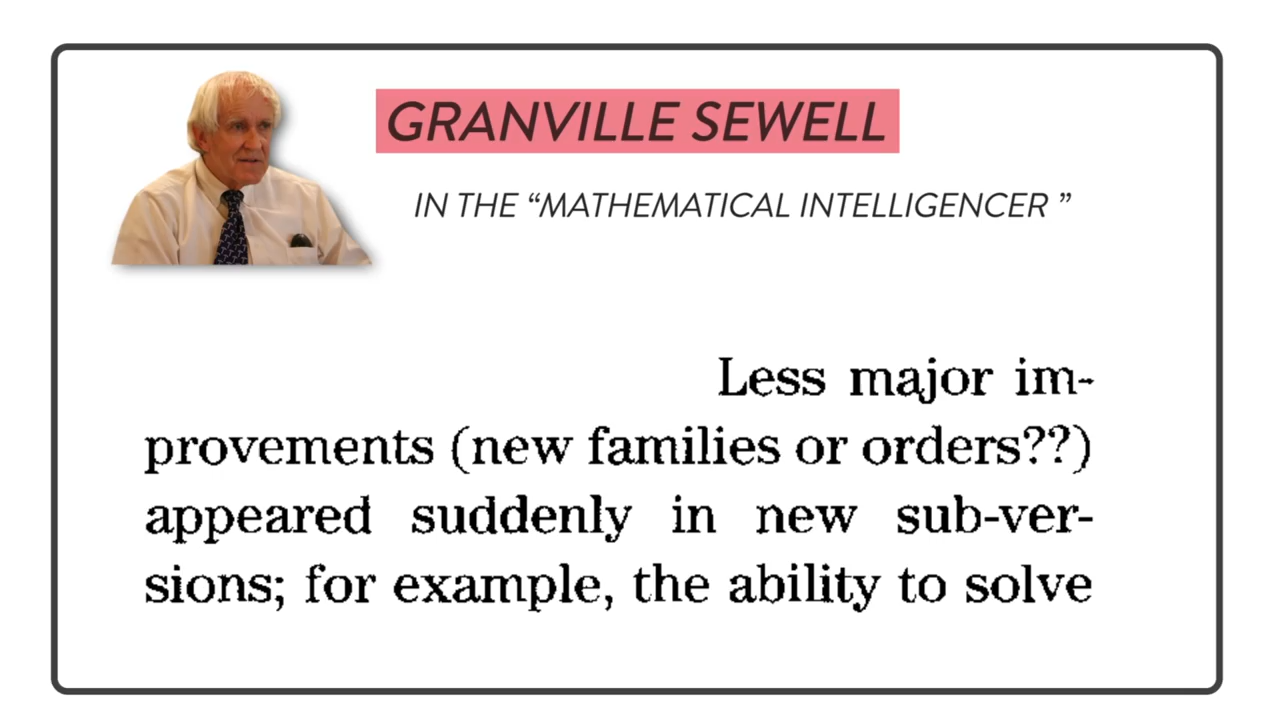 GRANVILLE SEWELL
IN THE “MATHEMATICAL INTELLIGENCER ”
Less major im-
provements (new families or orders??)
appeared suddenly in new sub-ver-
sions; for example, the ability to solve